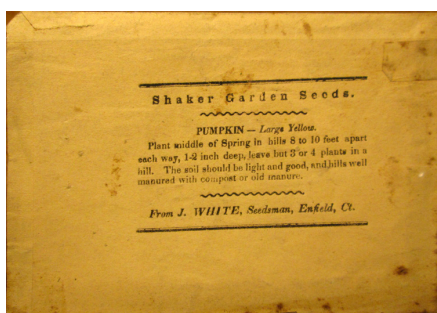 Shaker Garden Seeds.
PUMPKIN — Large Yellow.
Plant middle of Spring in hills 8 to 10 feet apart
each way, 1-2 inch deep, leave but 3 or 4 plants in a
hill. The soil should be light and good, and hills well
manured with compost or old manure.
From J. WHITE, Seedsman, Enfield, Ct.